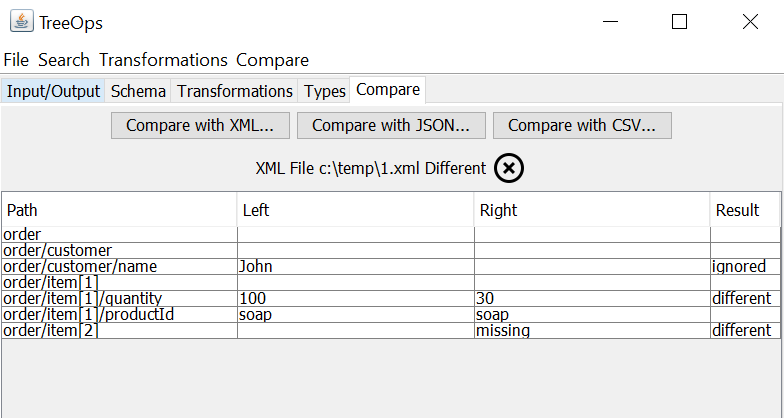 TreeOps
File Search Transformations Compare
Input/Output Schema Transformations Types Compare
Compare with XML... Compare with JSON... Compare with CSV...
XML File c:\temp\1.xml Different
Path Left Right Result
order
order/customer
order/customer/name John ignored
order/item[1]
order/item[1]/quantity 100 30 different
order/item[1]/productId soap soap
order/item[2] missing different